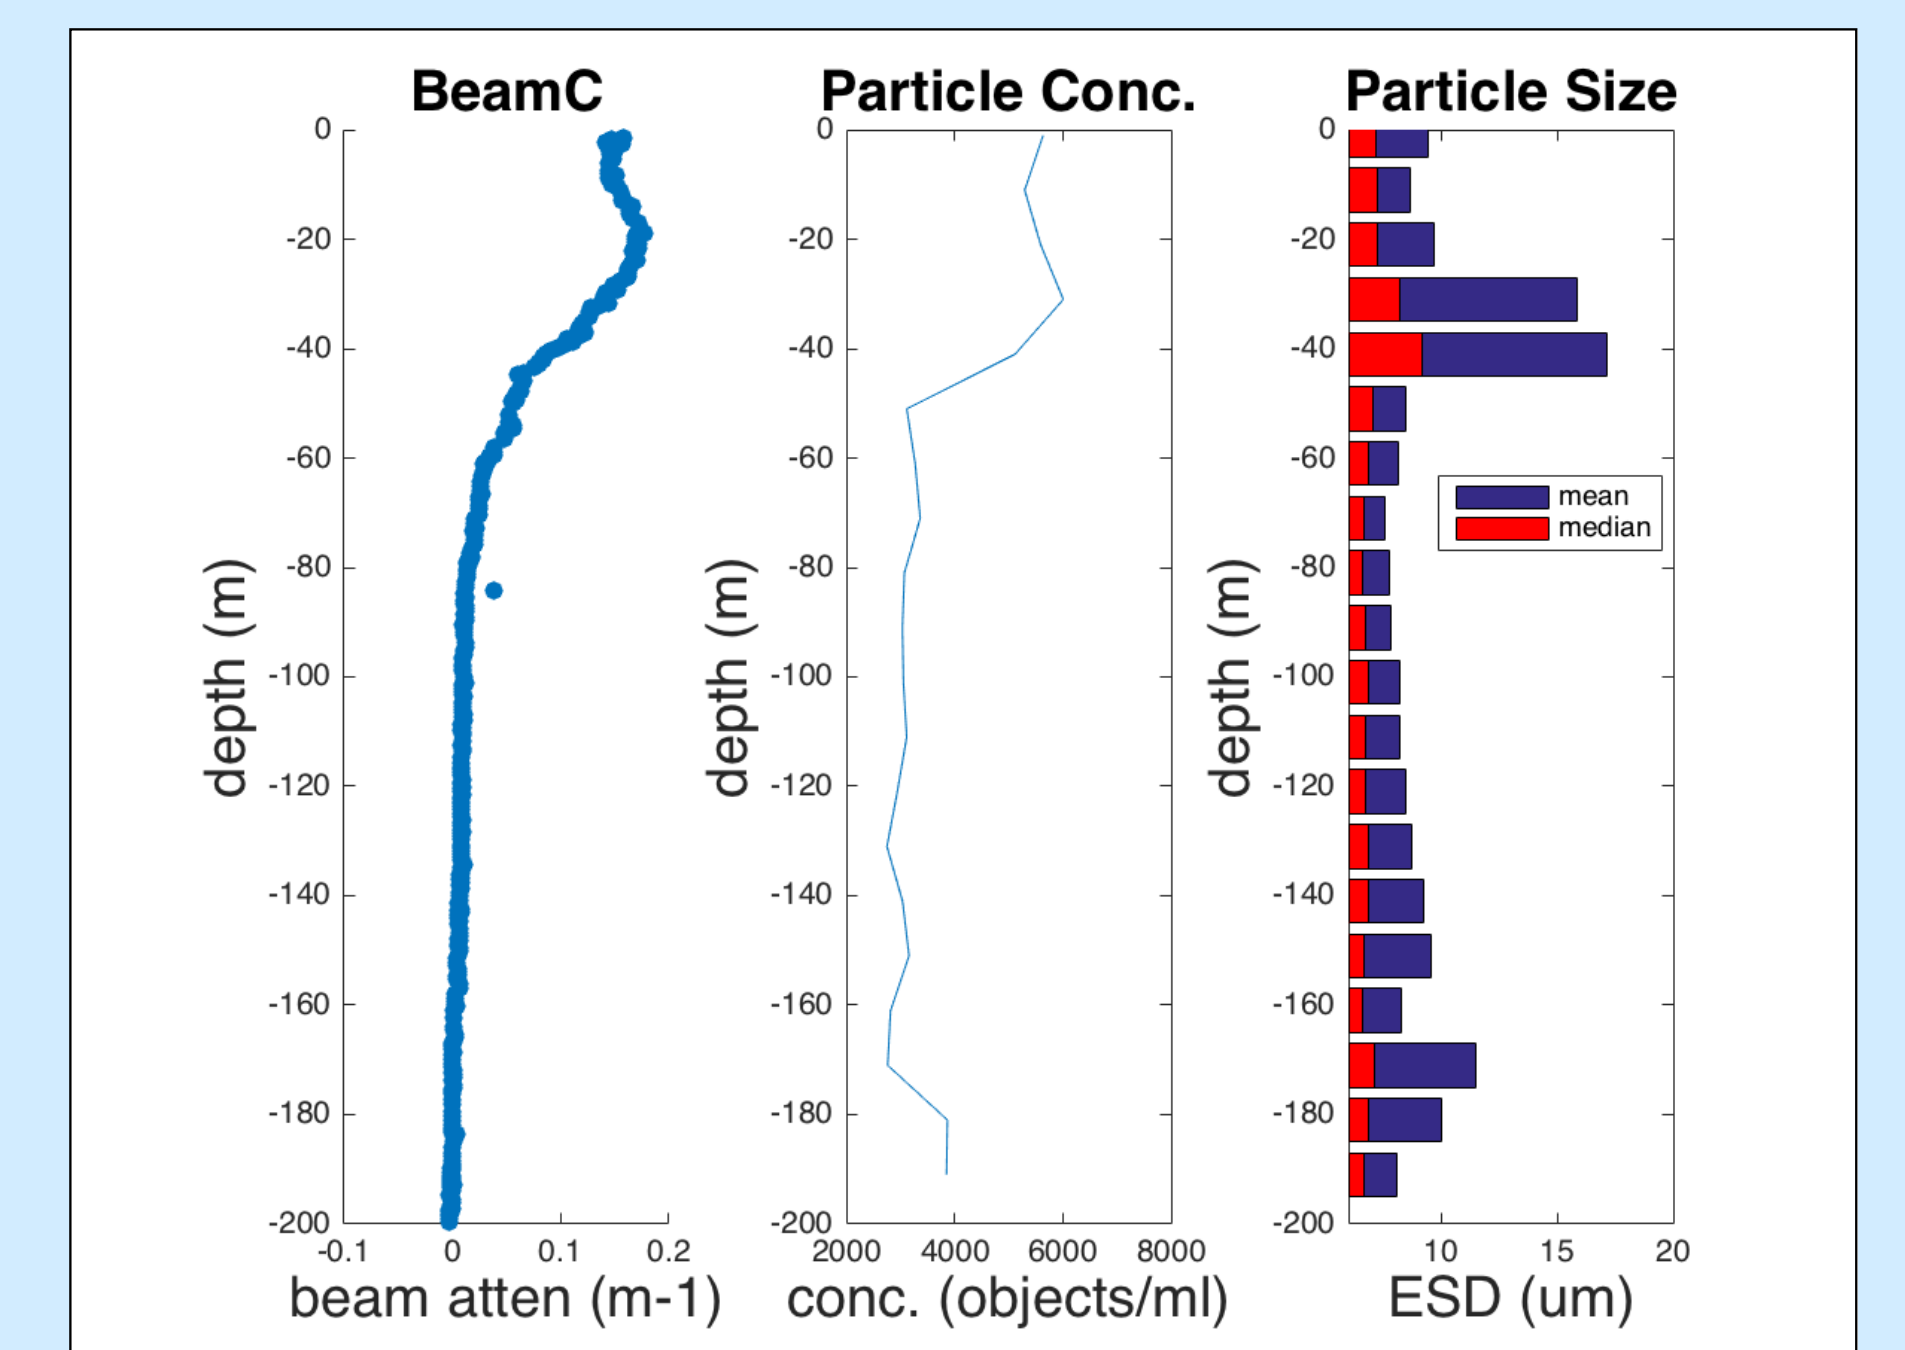 BeamC
0
-20
-40
-60
-80
-100
-120
-140
-160
-180
-200
-0.1 0 0.1 0.2
depth (m)
beam atten (m-1)
Particle Conc.
0
-20
-40
-60
-80
-100
-120
-140
-160
-180
-200
2000 4000 6000 8000
depth (m)
conc. (objects/ml)
Particle Size
0
-20
-40
-60
-80
-100
-120
-140
-160
-180
-200
10 15 20
depth (m)
ESD (um)
mean
median